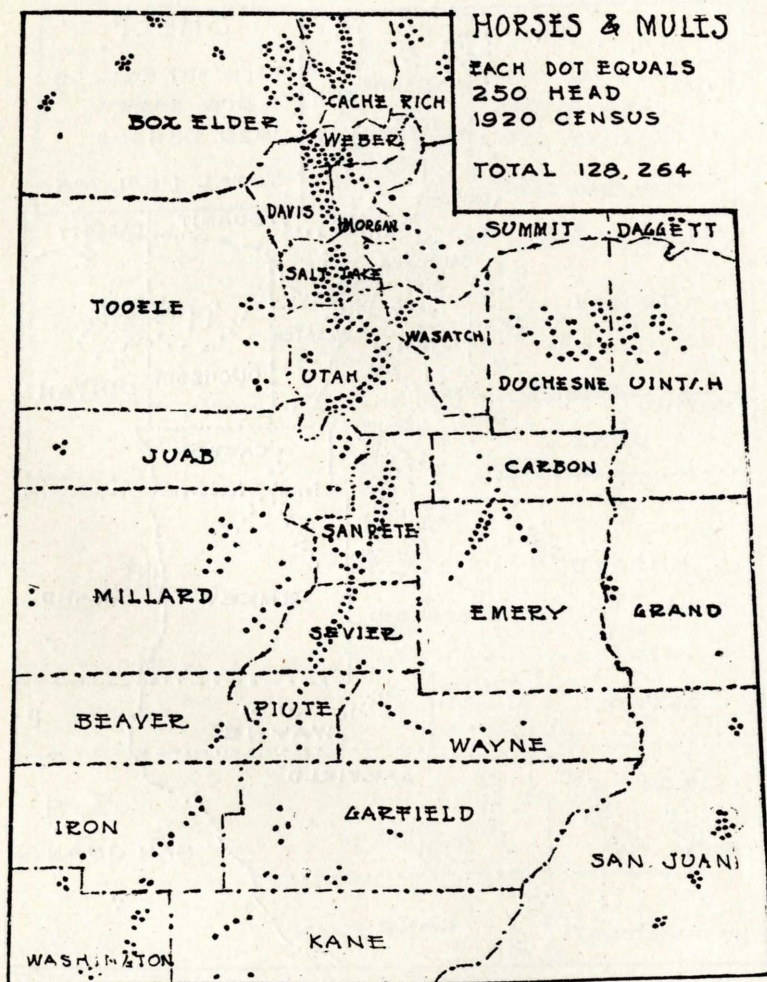 HORSES & MULES
EACH DOT EQUALS
250 HEAD
1920 CENSUS
TOTAL 128,264
BOX ELDER
CACHE RICH
WEBER
DAVIS
MORGAN
SUMMIT
DAGGETT
SALT LAKE
TOOELE
WASATCH
UTAH
DUCHESNE
UINTAH
JUAB
CARBON
SANPETE
MILLARD
EMERY
GRAND
SEVIER
BEAVER
PIUTE
WAYNE
IRON
GARFIELD
SAN JUAN
KANE
WASHINGTON